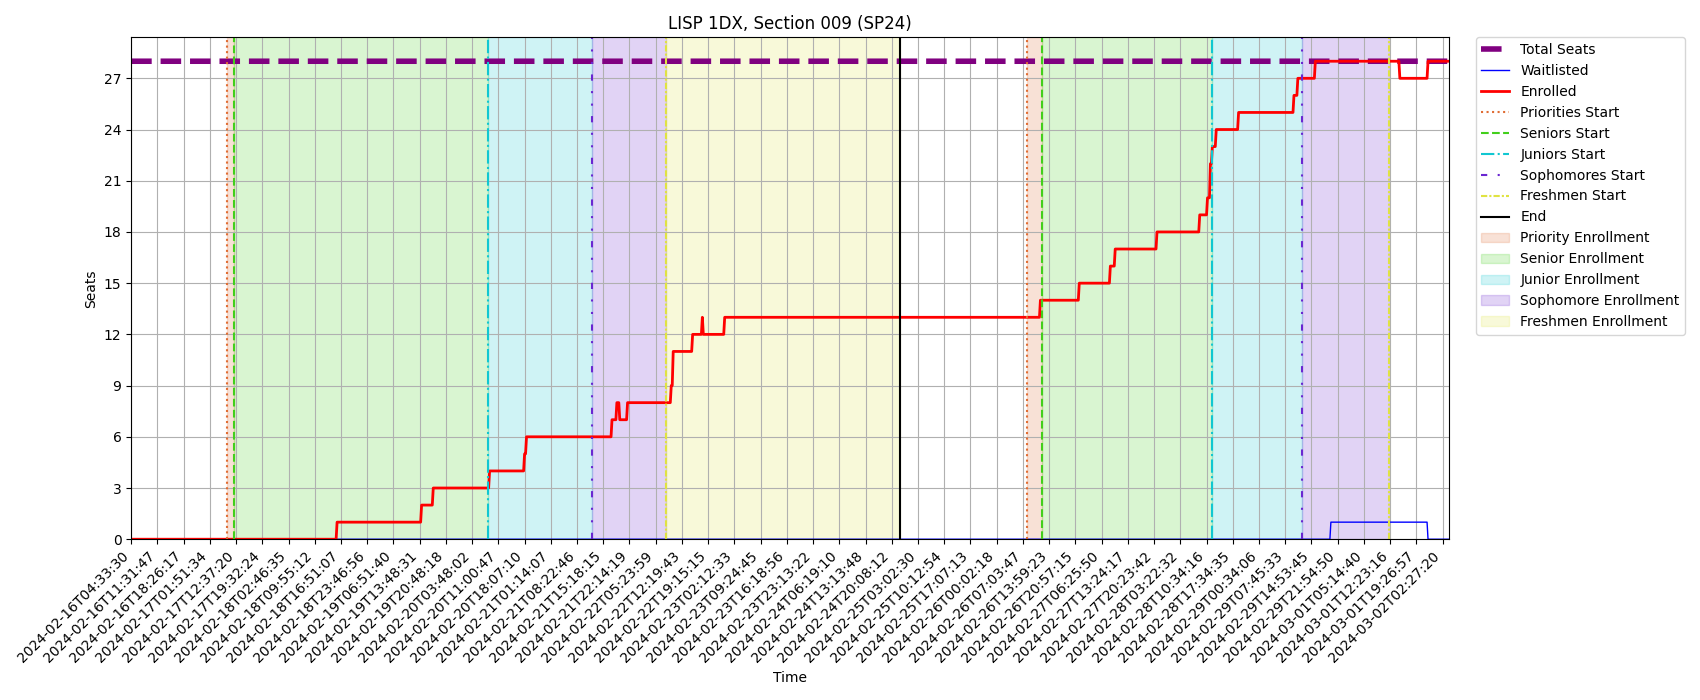 LISP 1DX, Section 009 (SP24)
Seats
27
24
21
18
15
12
9
6
3
0
2024-02-16T04:33:30
2024-02-16T11:31:47
2024-02-16T18:26:17
2024-02-17T01:51:34
2024-02-17T12:37:20
2024-02-17T19:32:24
2024-02-18T02:46:35
2024-02-18T09:55:12
2024-02-18T16:51:07
2024-02-18T23:46:56
2024-02-19T06:51:40
2024-02-19T13:48:31
2024-02-19T20:48:18
2024-02-20T03:48:02
2024-02-20T11:00:47
2024-02-20T18:07:10
2024-02-21T01:14:07
2024-02-21T08:22:46
2024-02-21T15:18:15
2024-02-21T22:14:19
2024-02-22T05:23:59
2024-02-22T12:19:43
2024-02-22T19:15:15
2024-02-23T02:12:33
2024-02-23T09:24:45
2024-02-23T16:18:56
2024-02-23T23:13:22
2024-02-24T06:19:10
2024-02-24T13:13:48
2024-02-24T20:08:12
2024-02-25T03:02:30
2024-02-25T10:12:54
2024-02-25T17:07:13
2024-02-26T00:02:18
2024-02-26T07:03:47
2024-02-26T13:59:23
2024-02-26T20:57:15
2024-02-27T06:25:50
2024-02-27T13:24:17
2024-02-27T20:23:42
2024-02-28T03:22:32
2024-02-28T10:34:16
2024-02-28T17:34:35
2024-02-29T00:34:06
2024-02-29T07:45:33
2024-02-29T14:53:45
2024-02-29T21:54:50
2024-03-01T05:14:40
2024-03-01T12:23:16
2024-03-01T19:26:57
2024-03-02T02:27:20
Time
Total Seats
Waitlisted
Enrolled
Priorities Start
Seniors Start
Juniors Start
Sophomores Start
Freshmen Start
End
Priority Enrollment
Senior Enrollment
Junior Enrollment
Sophomore Enrollment
Freshmen Enrollment